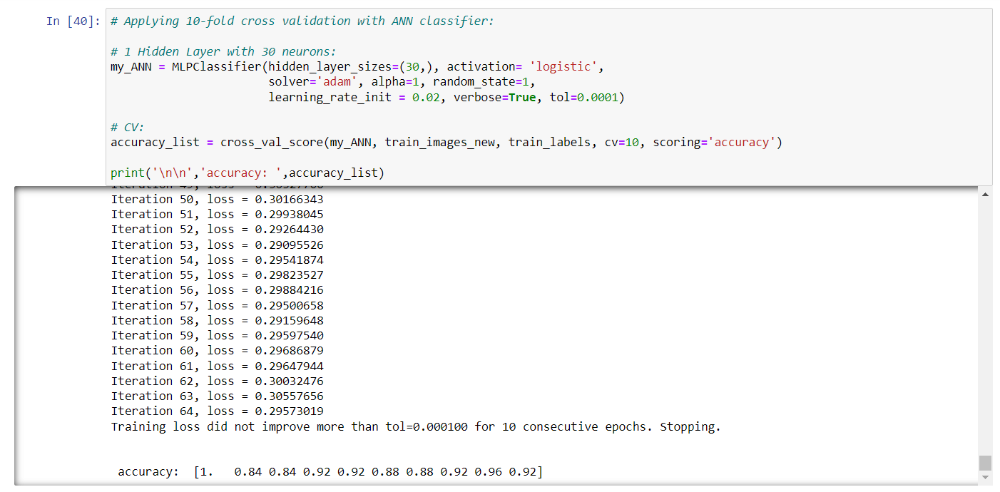 In [40]: # Applying 10-fold cross validation with ANN classifier:
# 1 Hidden Layer with 30 neurons:
my_ANN = MLPClassifier(hidden_layer_sizes=(30,), activation= 'logistic',
solver='adam', alpha=1, random_state=1,
learning_rate_init = 0.02, verbose=True, tol=0.0001)
# CV:
accuracy_list = cross_val_score(my_ANN, train_images_new, train_labels, cv=10, scoring='accuracy')
print('\n\n','accuracy: ',accuracy_list)
Iteration 50, loss = 0.30166343
Iteration 51, loss = 0.29938045
Iteration 52, loss = 0.29264430
Iteration 53, loss = 0.29095526
Iteration 54, loss = 0.29541874
Iteration 55, loss = 0.29823527
Iteration 56, loss = 0.29884216
Iteration 57, loss = 0.29500658
Iteration 58, loss = 0.29159648
Iteration 59, loss = 0.29597540
Iteration 60, loss = 0.29686879
Iteration 61, loss = 0.29647944
Iteration 62, loss = 0.30032476
Iteration 63, loss = 0.30557656
Iteration 64, loss = 0.29573019
Training loss did not improve more than tol=0.000100 for 10 consecutive epochs. Stopping.
accuracy:  [1.   0.84 0.84 0.92 0.92 0.88 0.88 0.92 0.96 0.92]